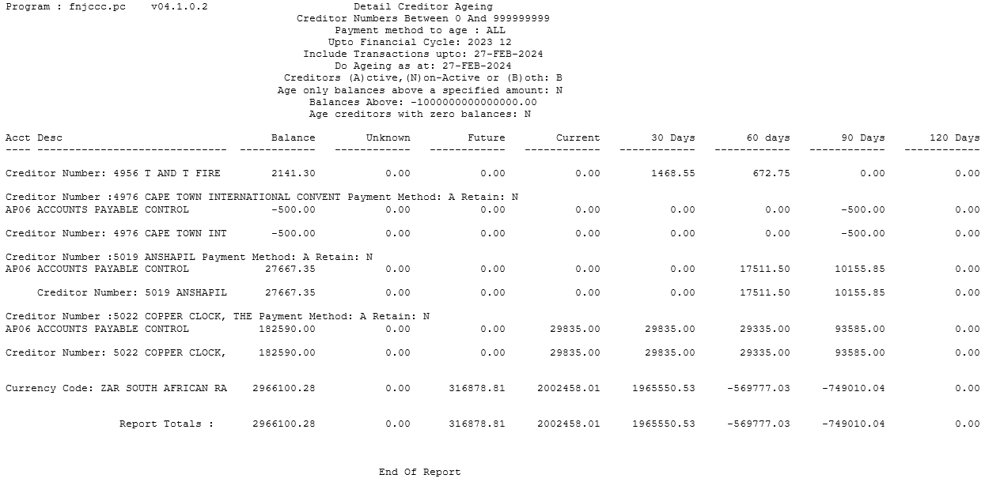 Program : fnjccc.pc    v04.1.0.2                       Detail Creditor Ageing
Creditor Numbers Between 0 And 999999999
Payment method to age : ALL
Upto Financial Cycle: 2023 12
Include Transactions upto: 27-FEB-2024
Do Ageing as at: 27-FEB-2024
Creditors (A)ctive,(N)on-Active or (B)oth: B
Age only balances above a specified amount: N
Balances Above: -1000000000000000.00
Age creditors with zero balances: N
Acct Desc                                 Balance        Unknown         Future        Current        30 Days        60 days        90 Days       120 Days
---- ------------------------------  ------------   ------------   ------------   ------------   ------------   ------------   ------------   ------------
Creditor Number: 4956 T AND T FIRE        2141.30           0.00           0.00           0.00        1468.55         672.75           0.00           0.00
Creditor Number :4976 CAPE TOWN INTERNATIONAL CONVENT Payment Method: A Retain: N
AP06 ACCOUNTS PAYABLE CONTROL             -500.00           0.00           0.00           0.00           0.00           0.00        -500.00           0.00
Creditor Number: 4976 CAPE TOWN INT       -500.00           0.00           0.00           0.00           0.00           0.00        -500.00           0.00
Creditor Number :5019 ANSHAPIL Payment Method: A Retain: N
AP06 ACCOUNTS PAYABLE CONTROL            27667.35           0.00           0.00           0.00           0.00       17511.50       10155.85           0.00
     Creditor Number: 5019 ANSHAPIL      27667.35           0.00           0.00           0.00           0.00       17511.50       10155.85           0.00
Creditor Number :5022 COPPER CLOCK, THE Payment Method: A Retain: N
AP06 ACCOUNTS PAYABLE CONTROL           182590.00           0.00           0.00       29835.00       29835.00       29335.00       93585.00           0.00
Creditor Number: 5022 COPPER CLOCK,     182590.00           0.00           0.00       29835.00       29835.00       29335.00       93585.00           0.00
Currency Code: ZAR SOUTH AFRICAN RA    2966100.28           0.00      316878.81     2002458.01     1965550.53     -569777.03     -749010.04           0.00
                  Report Totals :      2966100.28           0.00      316878.81     2002458.01     1965550.53     -569777.03     -749010.04           0.00
End Of Report